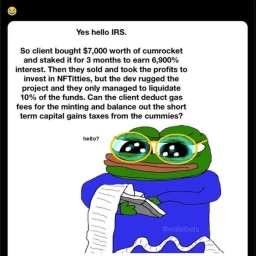 Yes hello IRS.
So client bought $7,000 worth of cumrocket
and staked it for 3 months to earn 6,900%
interest. Then they sold and took the profits to
invest in NFTitties, but the dev rugged the
project and they only managed to liquidate
10% of the funds. Can the client deduct gas
fees for the minting and balance out the short
term capital gains taxes from the cummies?
hello?